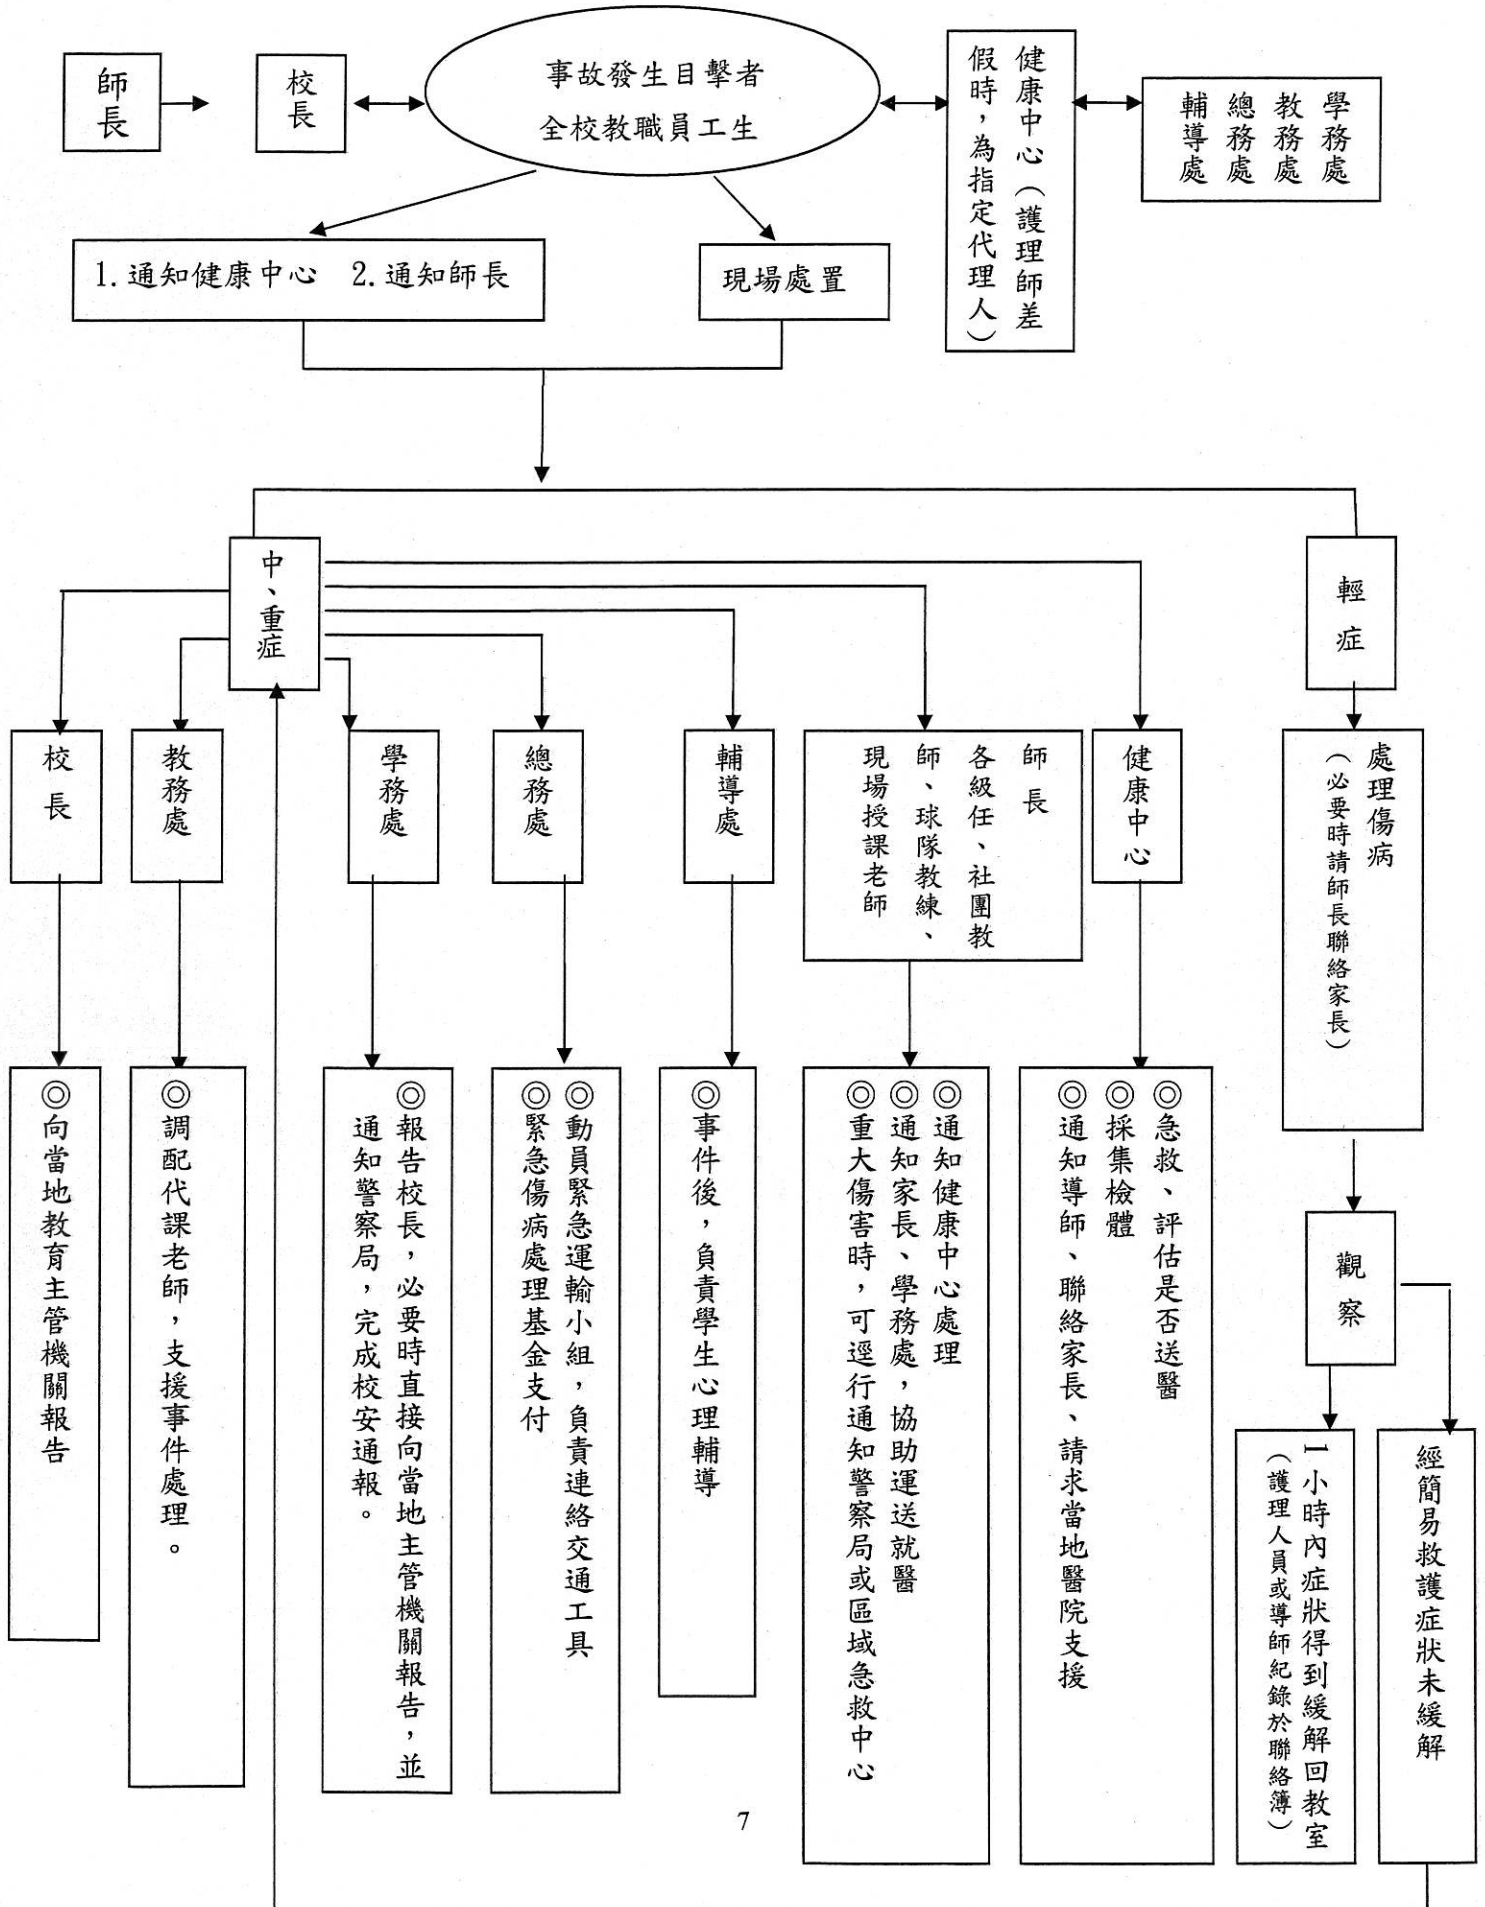 師長
校長
事故發生目擊者
全校教職員工生
健康中心（護理師差
假時，為指定代理人）
學務處
教務處
總務處
輔導處
1.通知健康中心　2.通知師長
現場處置
中、重症
輕症
校長
教務處
學務處
總務處
輔導處
師長
各級任、社團教
師、球隊教練、
現場授課老師
健康中心
處理傷病
（必要時請師長聯絡家長）
◎向當地教育主管機關報告
◎調配代課老師，支援事件處理。
◎報告校長，必要時直接向當地主管機關報告，並
通知警察局，完成校安通報。
◎動員緊急運輸小組，負責連絡交通工具
◎緊急傷病處理基金支付
◎事件後，負責學生心理輔導
◎通知健康中心處理
◎通知家長、學務處，協助運送就醫
◎重大傷害時，可逕行通知警察局或區域急救中心
◎急救、評估是否送醫
◎採集檢體
◎通知導師、聯絡家長、請求當地醫院支援
觀察
1小時內症狀得到緩解回教室
（護理人員或導師紀錄於聯絡簿）
經簡易救護症狀未緩解
7